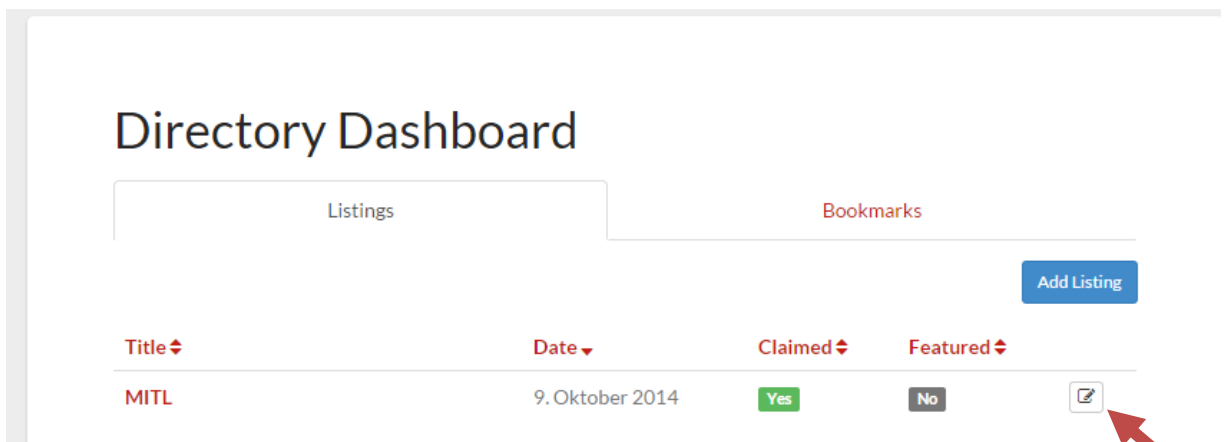 Directory Dashboard
Listings Bookmarks
Add Listing
Title Date Claimed Featured
MITL 9. Oktober 2014 Yes No